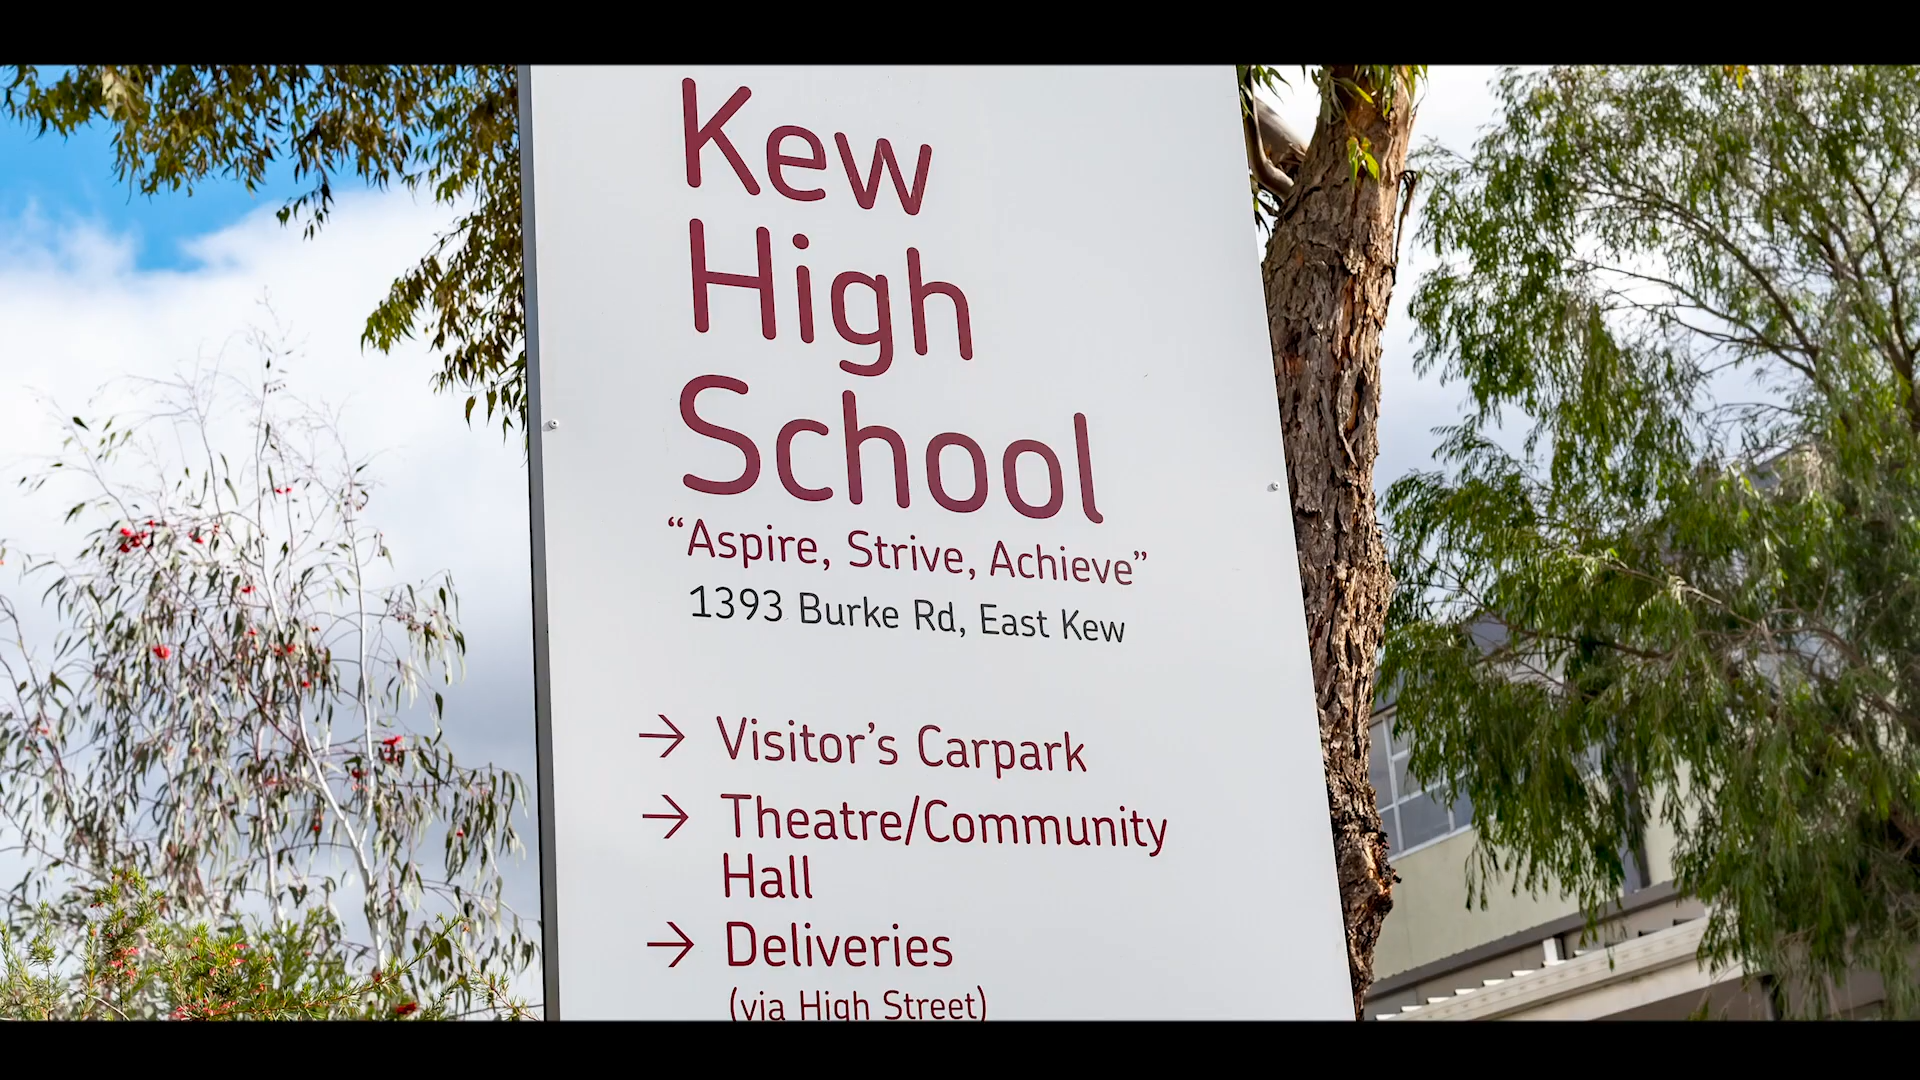 Kew
High
School
“Aspire, Strive, Achieve”
1393 Burke Rd, East Kew
→ Visitor’s Carpark
→ Theatre/Community
Hall
→ Deliveries
(via High Street)